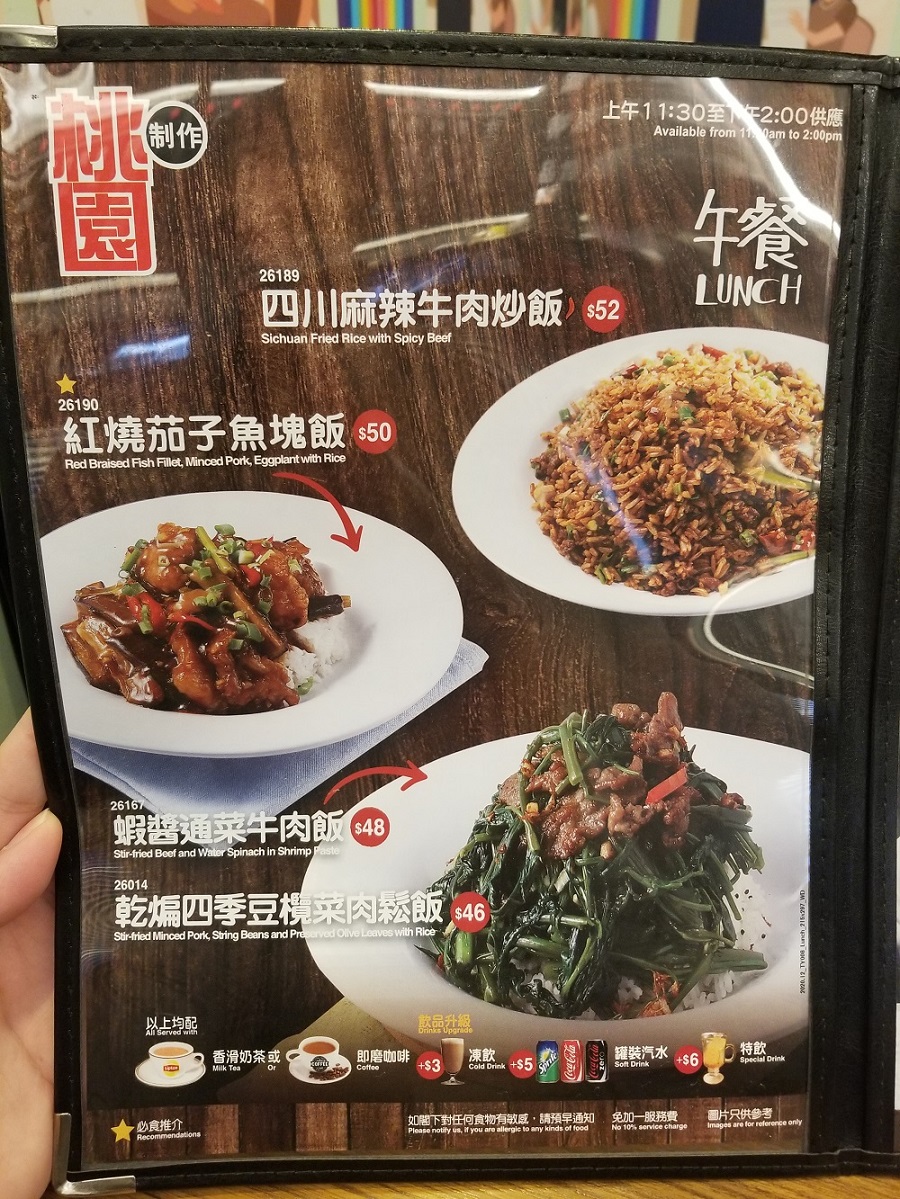 桃園
制作
上午11:30至下午2:00供應
Available from 11:30am to 2:00pm
午餐
LUNCH
26189
四川麻辣牛肉炒飯 $52
Sichuan Fried Rice with Spicy Beef
26190
紅燒茄子魚塊飯 $50
Red Braised Fish Fillet, Minced Pork, Eggplant with Rice
26167
蝦醬通菜牛肉飯 $48
Stir-fried Beef and Water Spinach in Shrimp Paste
26014
乾煸四季豆欖菜肉鬆飯 $46
Stir-fried Minced Pork, String Beans and Preserved Olive Leaves with Rice
以上均配
All Served with
Lipton
香滑奶茶 或
Milk Tea Or
COFFEE
即磨咖啡
Coffee
飲品升級
Drinks Upgrade
+$3
凍飲
Cold Drink
+$5
Sprite
Coca-Cola
zero
罐裝汽水
Soft Drink
+$6
特飲
Special Drink
必食推介
Recommendations
如閣下對任何食物有敏感，請預早通知
Please notify us, if you are allergic to any kinds of food
免加一服務費
No 10% service charge
圖片只供參考
Images are for reference only